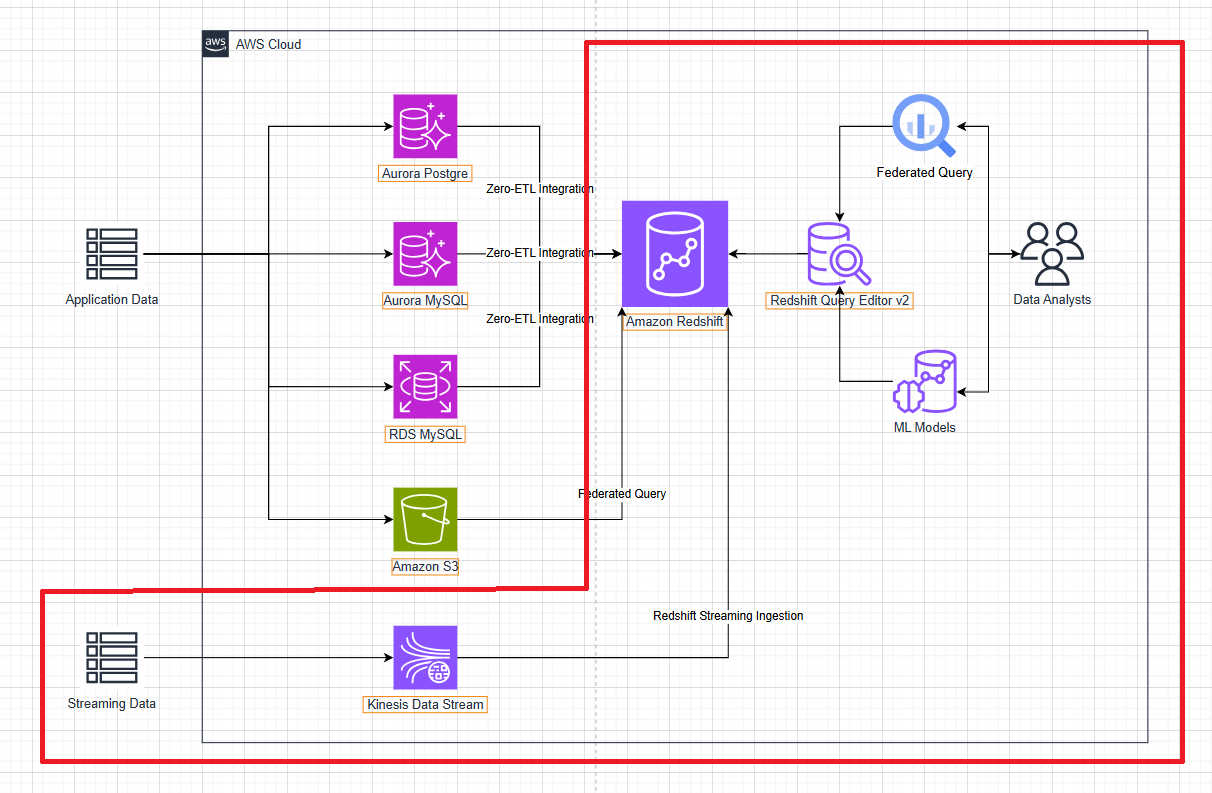 aws
AWS Cloud
Aurora Postgre
Federated Query
Zero-ETL Integration
Application Data
Aurora MySQL
Zero-ETL Integration
Zero-ETL Integration
Amazon Redshift
Redshift Query Editor v2
Data Analysts
RDS MySQL
ML Models
Federated Query
Amazon S3
Redshift Streaming Ingestion
Streaming Data
Kinesis Data Stream